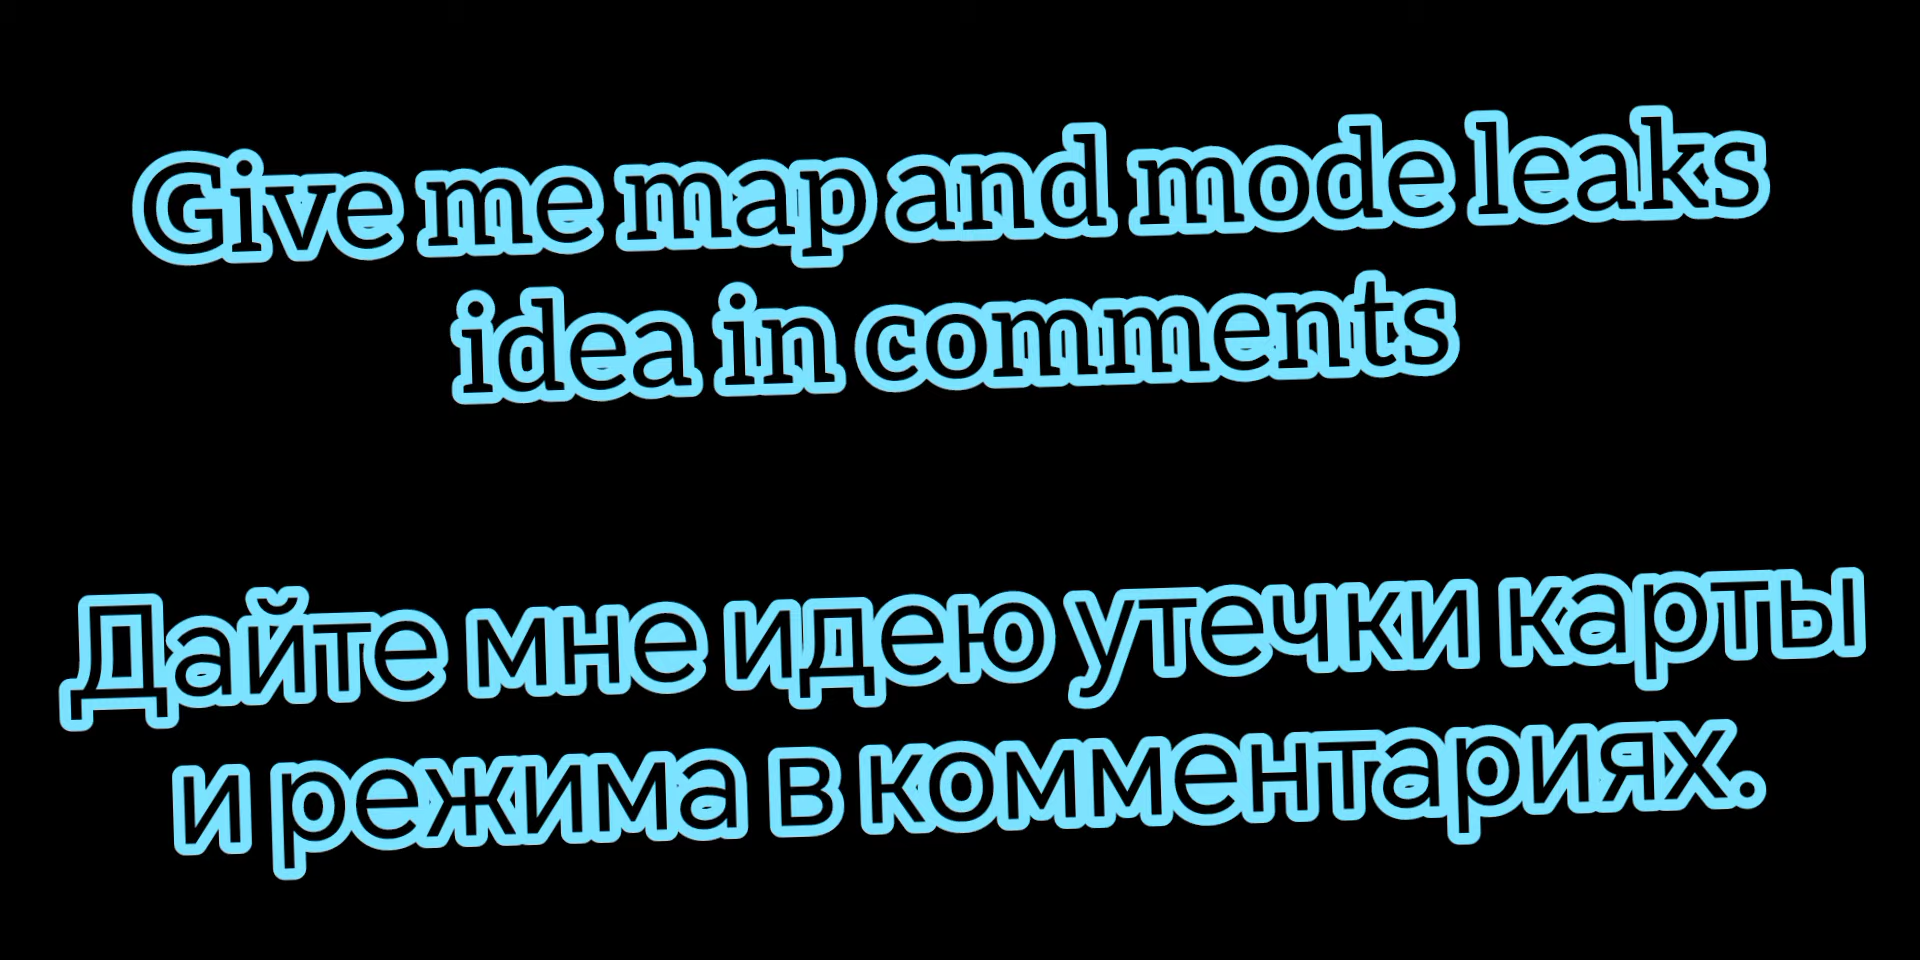 Give me map and mode leaks
idea in comments
Дайте мне идею утечки карты
и режима в комментариях.